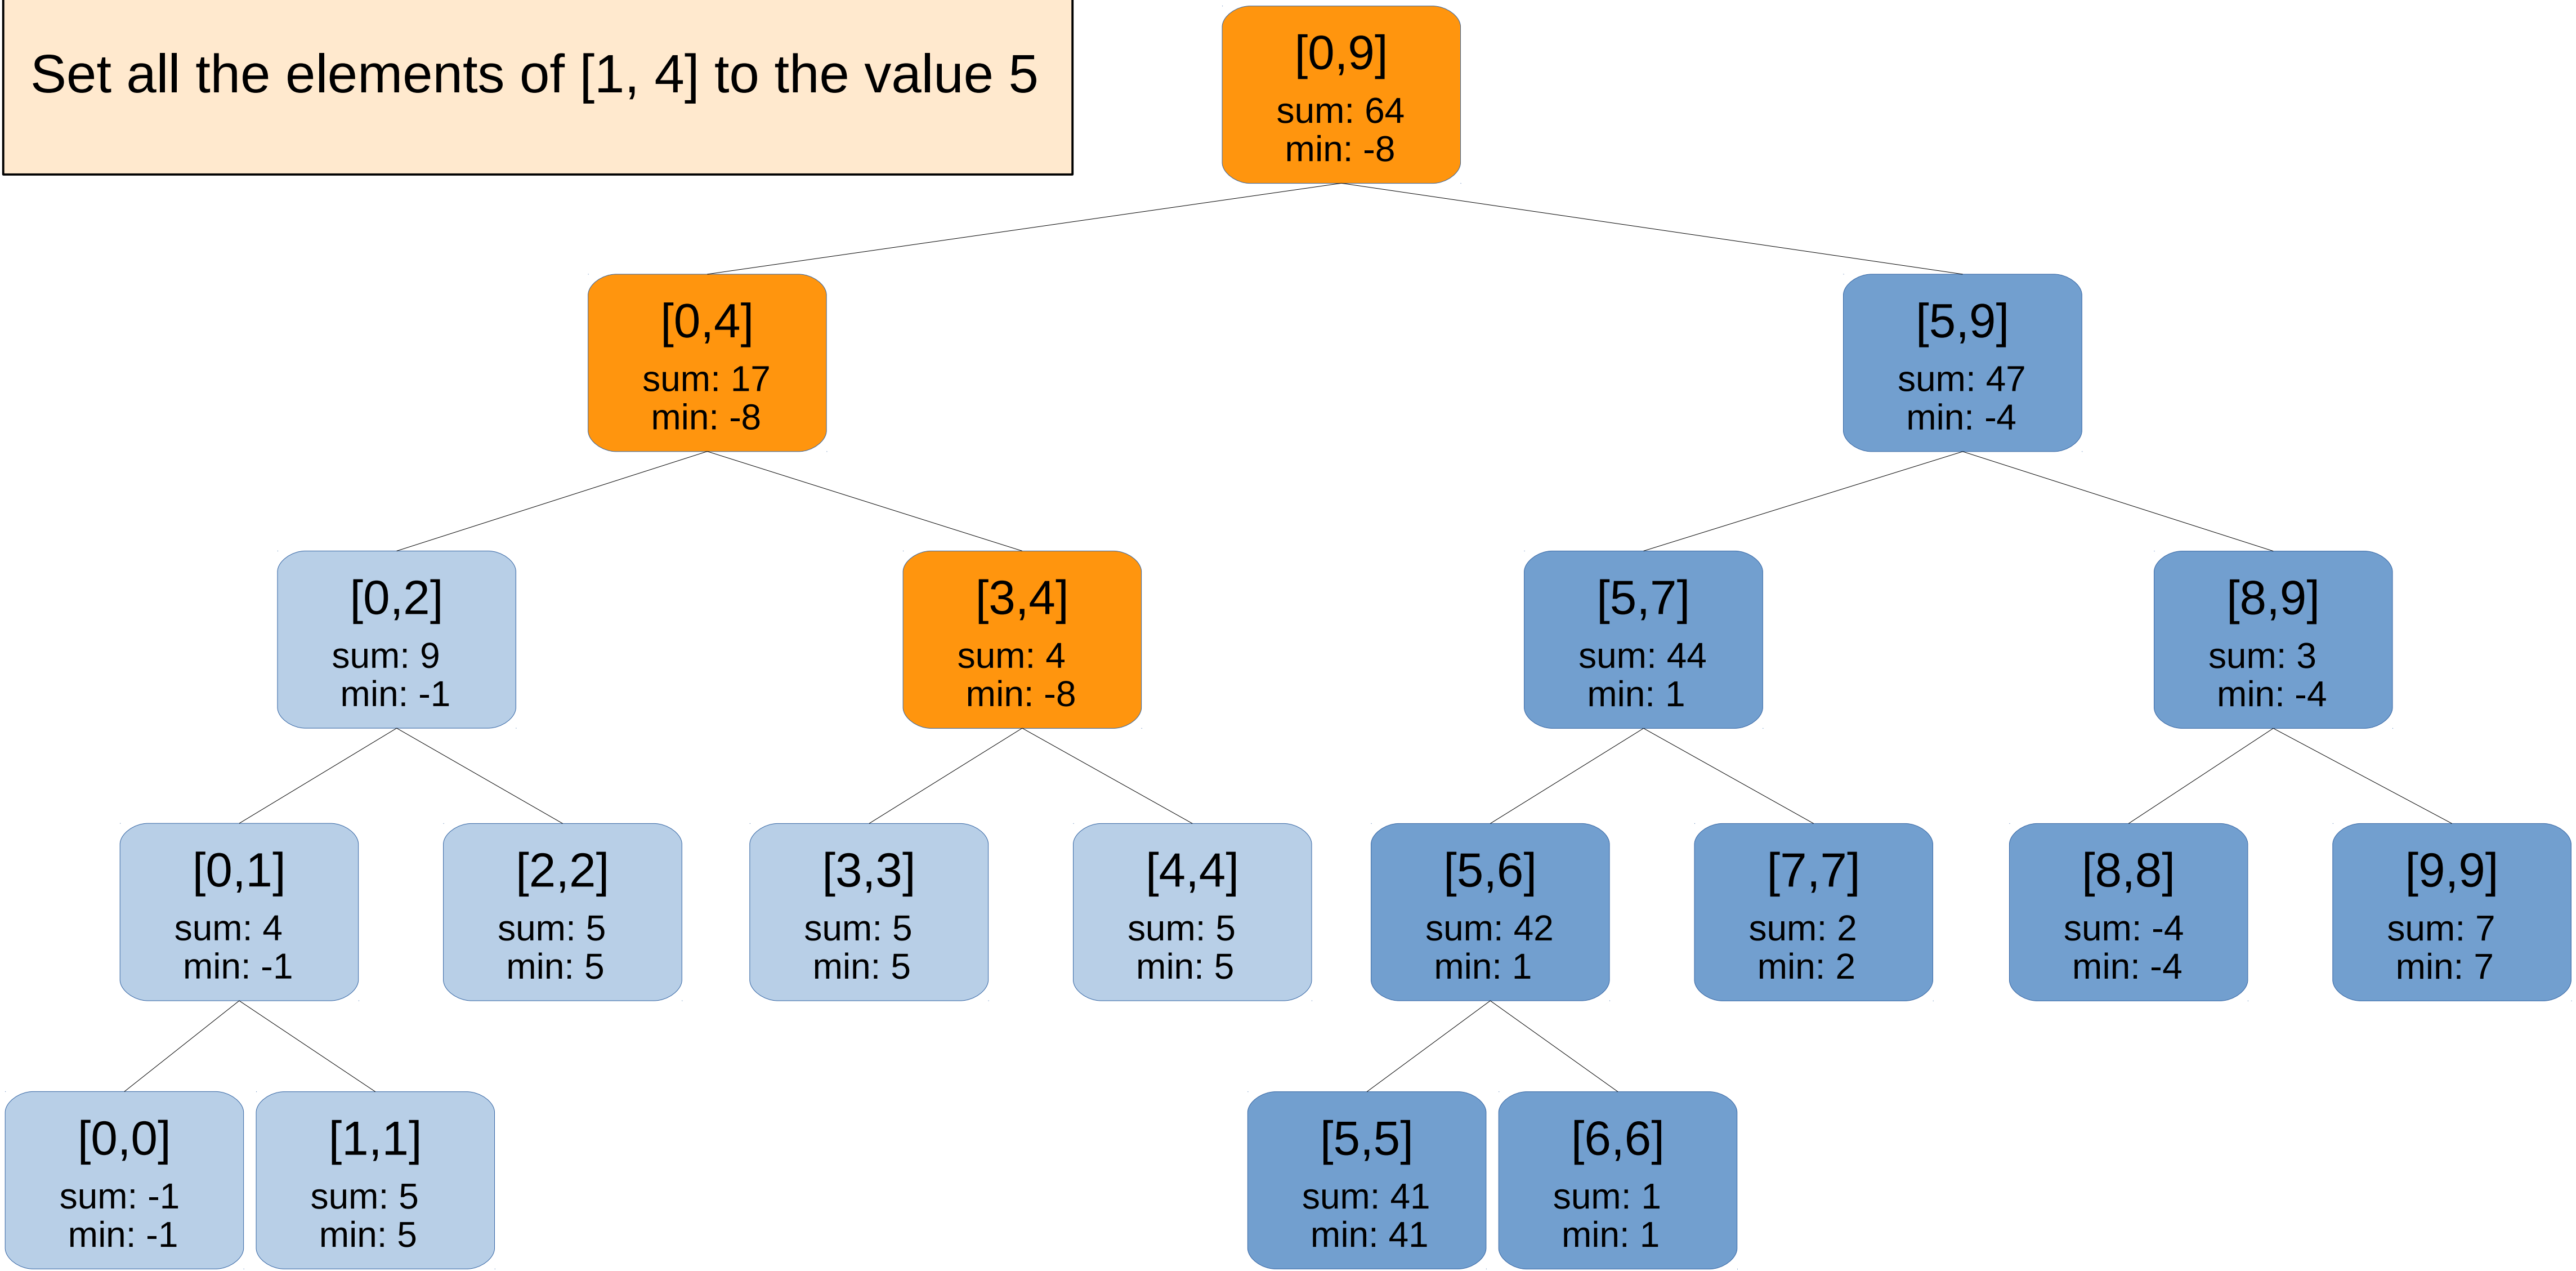 Set all the elements of [1, 4] to the value 5
[0,9]
sum: 64
min: -8
[0,4]
sum: 17
min: -8
[5,9]
sum: 47
min: -4
[0,2]
sum: 9
min: -1
[3,4]
sum: 4
min: -8
[5,7]
sum: 44
min: 1
[8,9]
sum: 3
min: -4
[0,1]
sum: 4
min: -1
[2,2]
sum: 5
min: 5
[3,3]
sum: 5
min: 5
[4,4]
sum: 5
min: 5
[5,6]
sum: 42
min: 1
[7,7]
sum: 2
min: 2
[8,8]
sum: -4
min: -4
[9,9]
sum: 7
min: 7
[0,0]
sum: -1
min: -1
[1,1]
sum: 5
min: 5
[5,5]
sum: 41
min: 41
[6,6]
sum: 1
min: 1